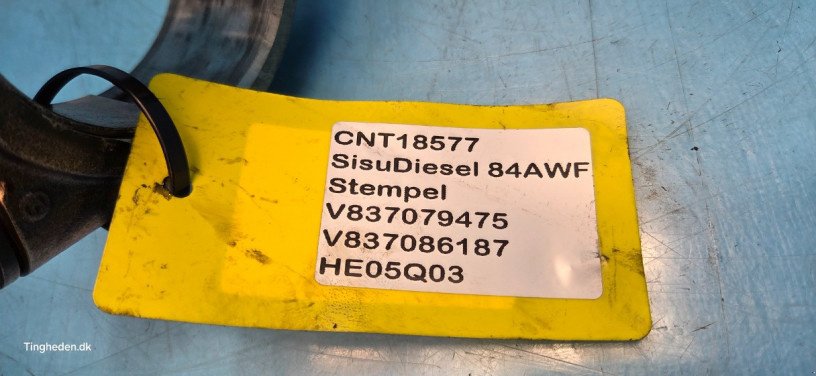 CNT18577
SisuDiesel 84AWF
Stempel
V837079475
V837086187
HE05Q03
Tingheden.dk